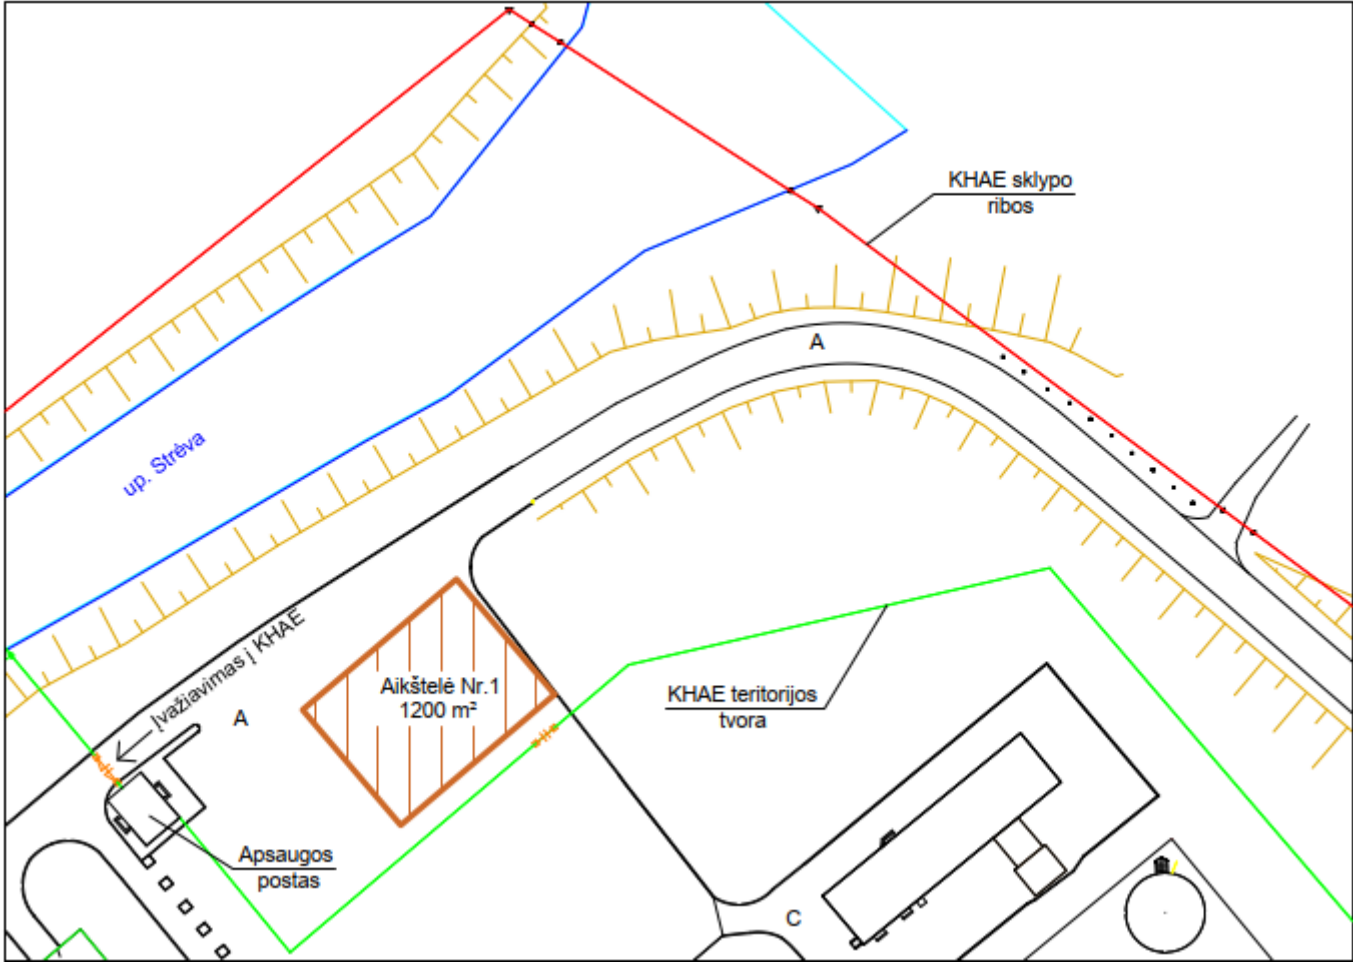 KHAE sklypo
ribos
A
up. Strėva
Įvažiavimas į KHAE
Aikštelė Nr.1
1200 m²
A
KHAE teritorijos
tvora
Apsaugos
postas
C